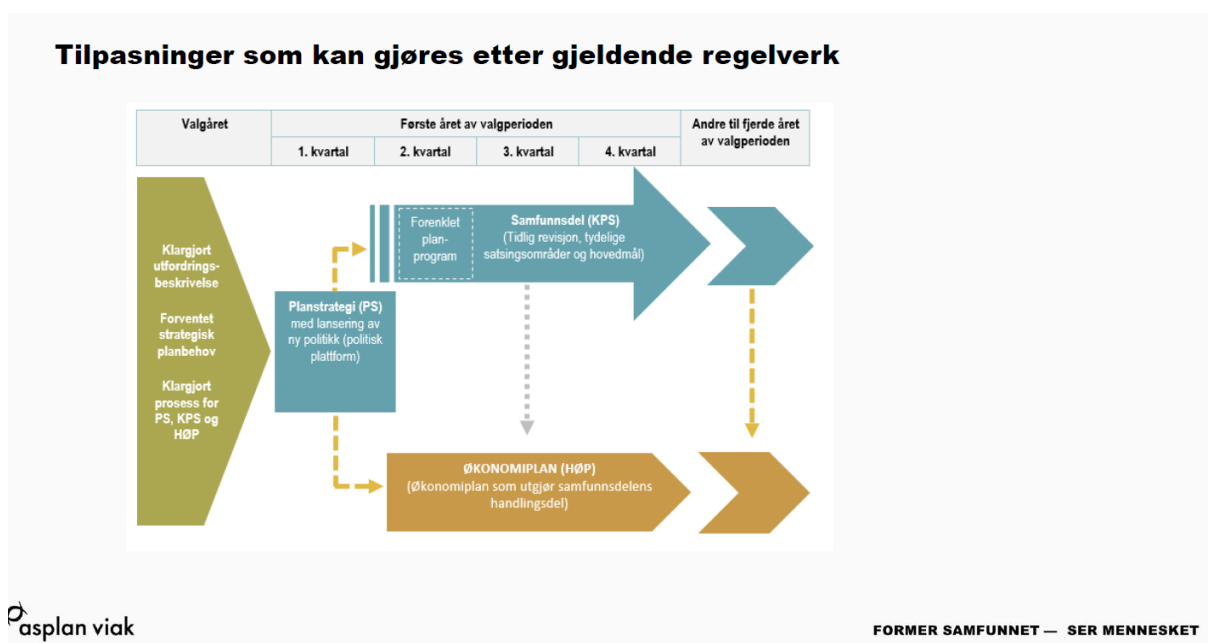 Tilpasninger som kan gjøres etter gjeldende regelverk
Valgåret
Første året av valgperioden
Andre til fjerde året
av valgperioden
1. kvartal
2. kvartal
3. kvartal
4. kvartal
Klargjort
utfordrings-
beskrivelse
Forventet
strategisk
planbehov
Klargjort
prosess for
PS, KPS og
HØP
Planstrategi (PS)
med lansering av
ny politikk (politisk
plattform)
Forenklet
plan-
program
Samfunnsdel (KPS)
(Tidlig revisjon, tydelige
satsingsområder og hovedmål)
ØKONOMIPLAN (HØP)
(Økonomiplan som utgjør samfunnsdelens
handlingsdel)
asplan viak
FORMER SAMFUNNET — SER MENNESKET